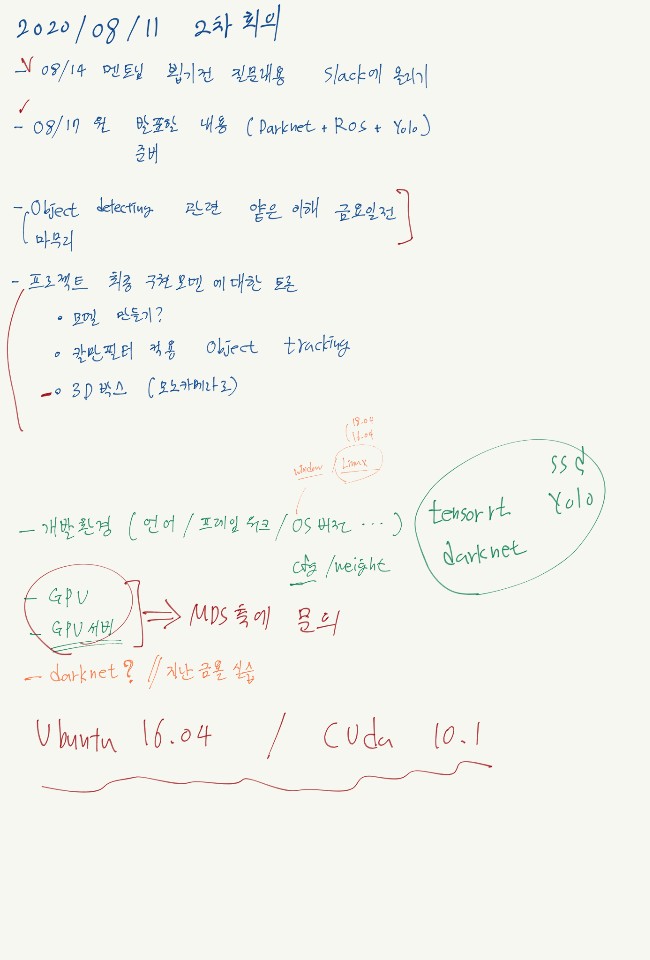 2020/08/11 2차 회의
- 08/14 멘토님 뵙기전 질문내용 Slack에 올리기
- 08/17 월 발표할 내용 (Darknet + ROS + Yolo)
준비
- Object detecting 관련 얕은 이해 금요일전
마무리
- 프로젝트 최종 구현모멘에 대한 토론
• 모델 만들기?
• 칼만필터 적용 Object tracking
• 3D 박스 (모노카메라로)
18.04
16.04
window / Linux
ssd
tensorrt Yolo
- 개발환경 (언어 / 프레임워크 / OS 버전 ...)
darknet
cfg / weight
- GPU
- GPU 서버
⇒ MDS측에 문의
- darknet? // 지난 금욜 실습
Ubuntu 16.04 / CUda 10.1